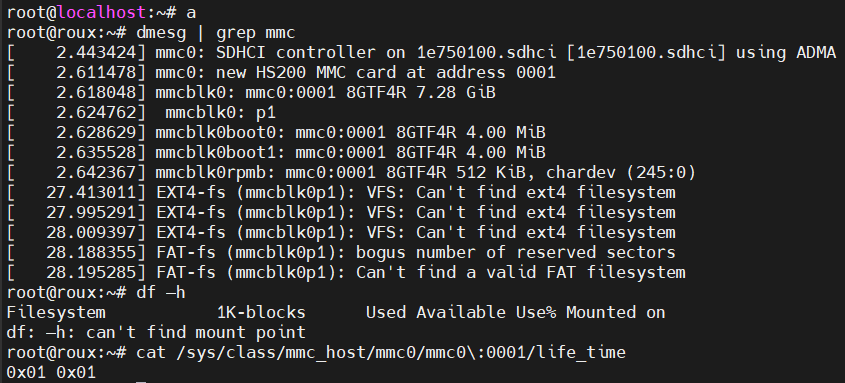 root@localhost:~# a
root@roux:~# dmesg | grep mmc
[    2.443424] mmc0: SDHCI controller on 1e750100.sdhci [1e750100.sdhci] using ADMA
[    2.611478] mmc0: new HS200 MMC card at address 0001
[    2.618048] mmcblk0: mmc0:0001 8GTF4R 7.28 GiB
[    2.624762]  mmcblk0: p1
[    2.628629] mmcblk0boot0: mmc0:0001 8GTF4R 4.00 MiB
[    2.635528] mmcblk0boot1: mmc0:0001 8GTF4R 4.00 MiB
[    2.642367] mmcblk0rpmb: mmc0:0001 8GTF4R 512 KiB, chardev (245:0)
[   27.413011] EXT4-fs (mmcblk0p1): VFS: Can't find ext4 filesystem
[   27.995291] EXT4-fs (mmcblk0p1): VFS: Can't find ext4 filesystem
[   28.009397] EXT4-fs (mmcblk0p1): VFS: Can't find ext4 filesystem
[   28.188355] FAT-fs (mmcblk0p1): bogus number of reserved sectors
[   28.195285] FAT-fs (mmcblk0p1): Can't find a valid FAT filesystem
root@roux:~# df –h
Filesystem           1K-blocks      Used Available Use% Mounted on
df: –h: can't find mount point
root@roux:~# cat /sys/class/mmc_host/mmc0/mmc0\:0001/life_time
0x01 0x01